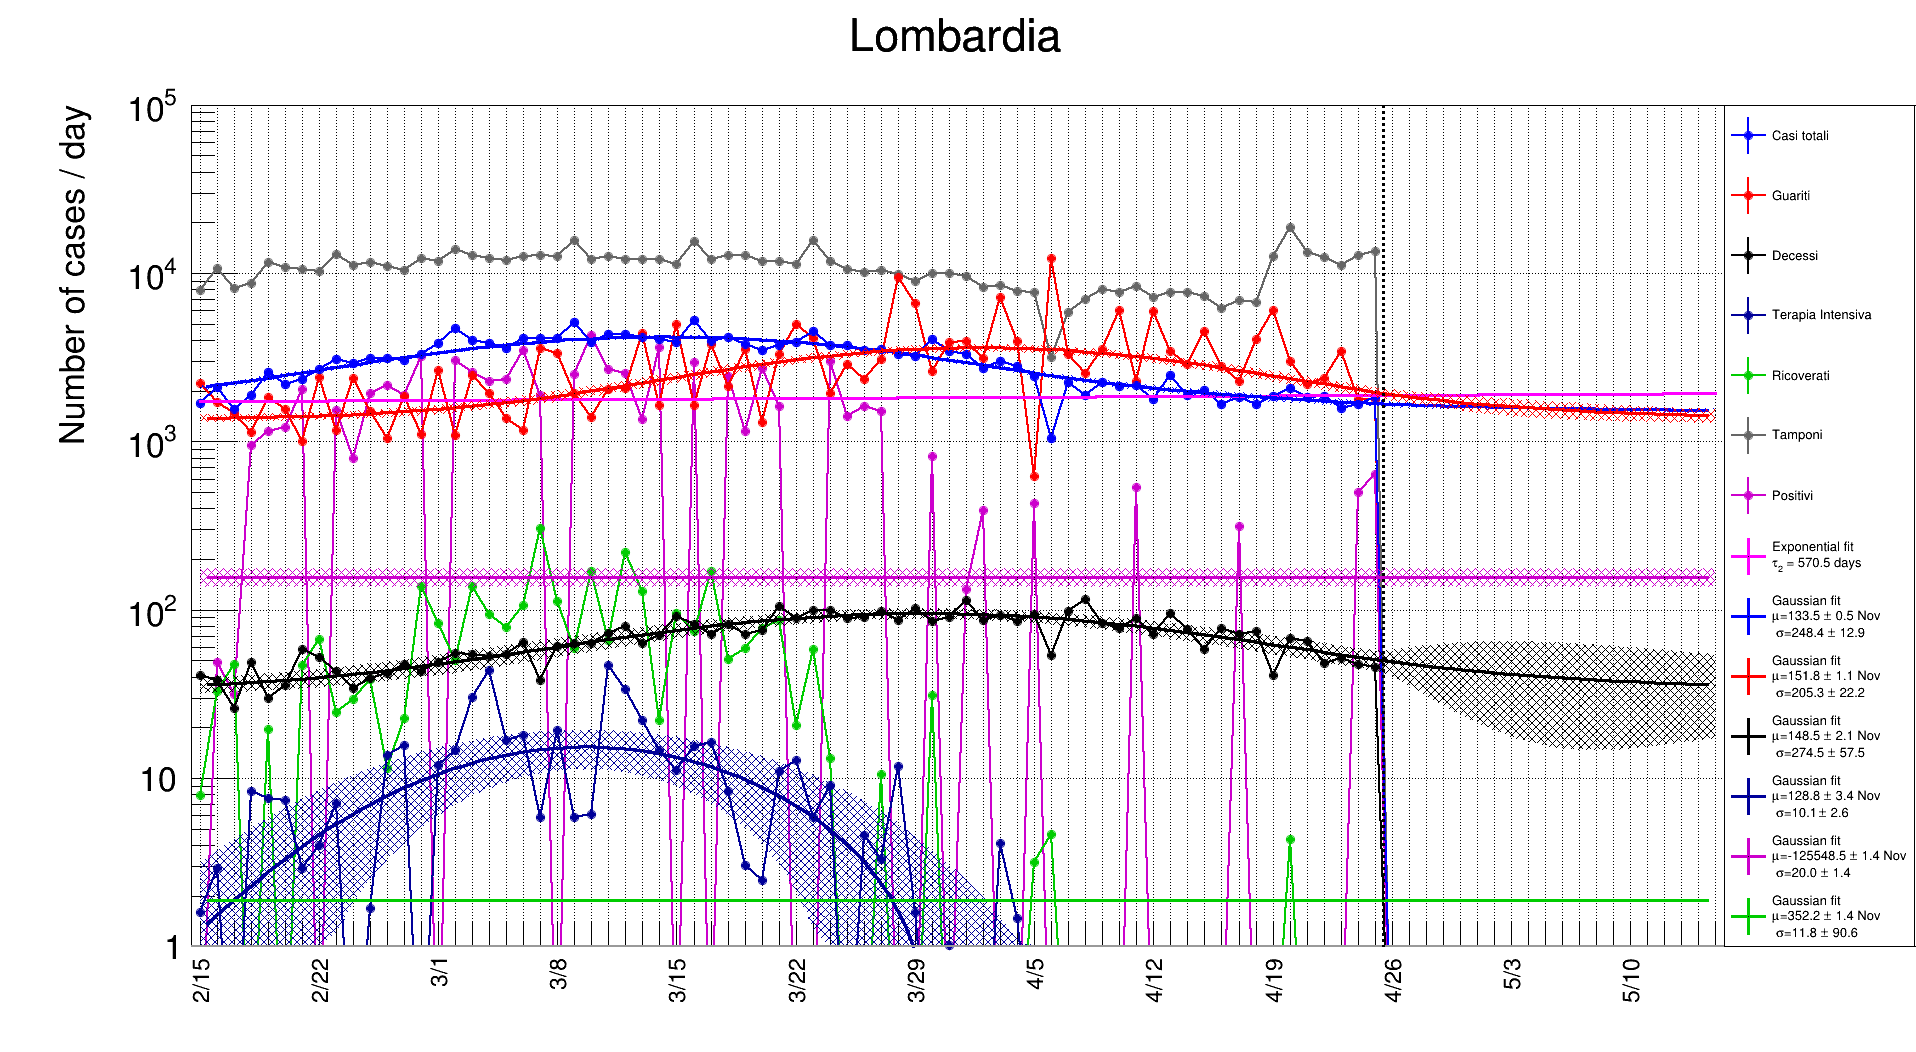 Lombardia
Number of cases / day
10^5
10^4
10^3
10^2
10
1
2/15
2/22
3/1
3/8
3/15
3/22
3/29
4/5
4/12
4/19
4/26
5/3
5/10
Casi totali
Guariti
Decessi
Terapia Intensiva
Ricoverati
Tamponi
Positivi
Exponential fit
τ_2 = 570.5 days
Gaussian fit
μ=133.5 ± 0.5 Nov
σ=248.4 ± 12.9
Gaussian fit
μ=151.8 ± 1.1 Nov
σ=205.3 ± 22.2
Gaussian fit
μ=148.5 ± 2.1 Nov
σ=274.5 ± 57.5
Gaussian fit
μ=128.8 ± 3.4 Nov
σ=10.1 ± 2.6
Gaussian fit
μ=-125548.5 ± 1.4 Nov
σ=20.0 ± 1.4
Gaussian fit
μ=352.2 ± 1.4 Nov
σ=11.8 ± 90.6